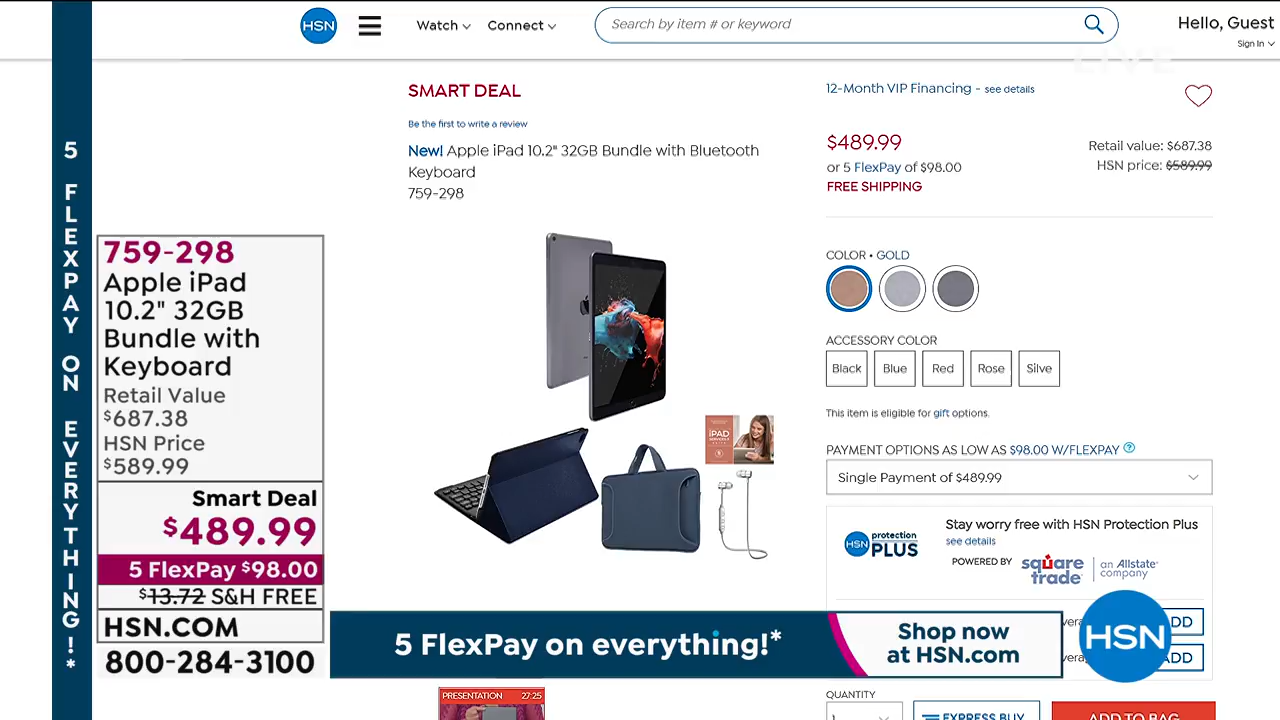 HSN
Watch
Connect
Search by item # or keyword
Hello, Guest
Sign In
LIVE
5 FLEXPAY ON EVERYTHING!*
SMART DEAL
Be the first to write a review
New! Apple iPad 10.2" 32GB Bundle with Bluetooth
Keyboard
759-298
12-Month VIP Financing - see details
$489.99
or 5 FlexPay of $98.00
FREE SHIPPING
Retail value: $687.38
HSN price: $589.99
COLOR • GOLD
ACCESSORY COLOR
Black
Blue
Red
Rose
Silve
This item is eligible for gift options.
PAYMENT OPTIONS AS LOW AS $98.00 W/FLEXPAY ?
Single Payment of $489.99
HSN protection
PLUS
Stay worry free with HSN Protection Plus
see details
POWERED BY
square
trade
an Allstate
company
DD
ADD
QUANTITY
1
EXPRESS BUY
ADD TO BAG
759-298
Apple iPad
10.2" 32GB
Bundle with
Keyboard
Retail Value
$687.38
HSN Price
$589.99
Smart Deal
$489.99
5 FlexPay $98.00
$13.72 S&H FREE
HSN.COM
800-284-3100
iPAD
5 FlexPay on everything!*
Shop now
at HSN.com
HSN
PRESENTATION 27:25